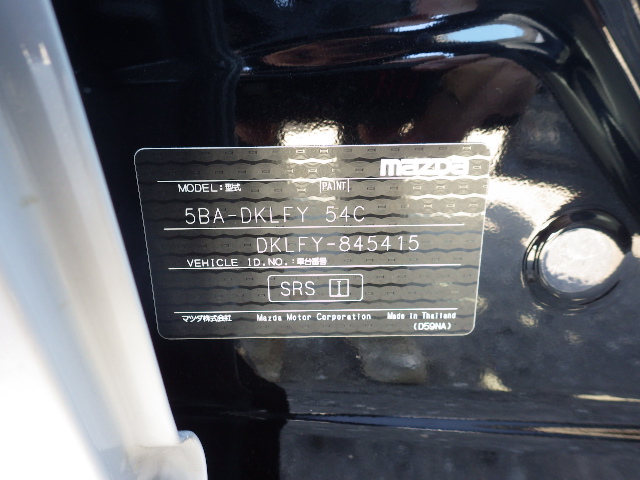 mazda
MODEL:型式 PAINT
5BA-DKLFY 54C
DKLFY-845415
VEHICLE ID.NO.:車台番号
SRS
マツダ株式会社 Mazda Motor Corporation Made in Thailand
(D59NA)